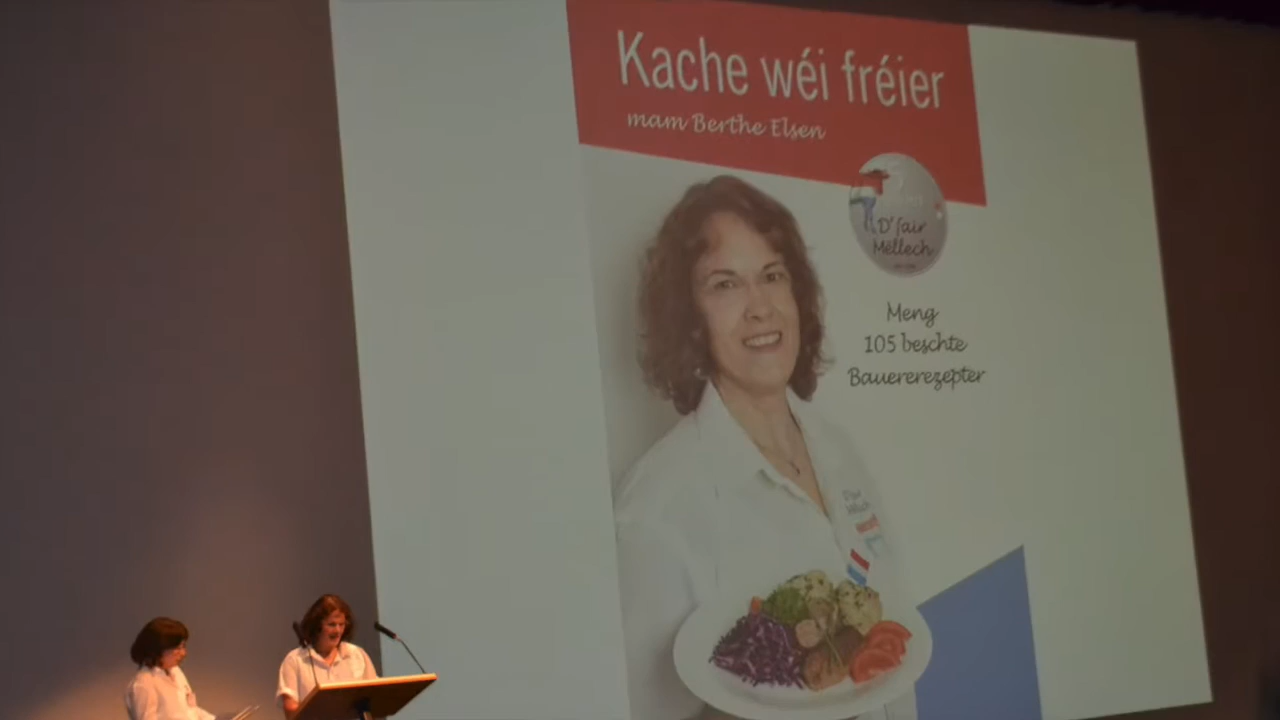 Kache wéi fréier
mam Berthe Elsen
D'fair
Mëllech
Meng
105 beschte
Bauererezepter